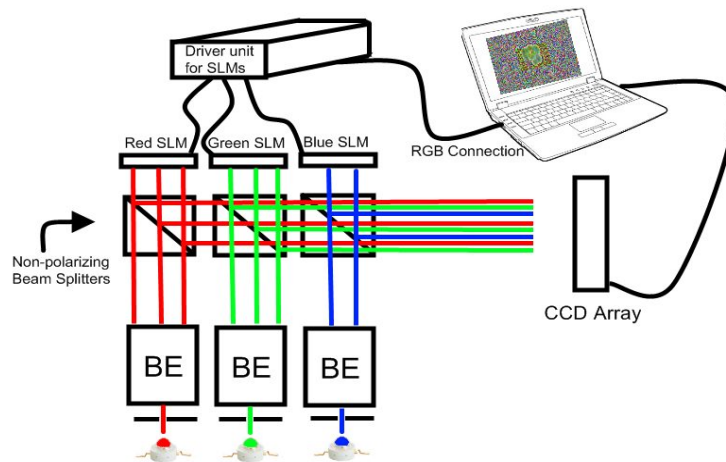 Driver unit
for SLMs
Red SLM
Green SLM
Blue SLM
RGB Connection
Non-polarizing
Beam Splitters
CCD Array
BE
BE
BE